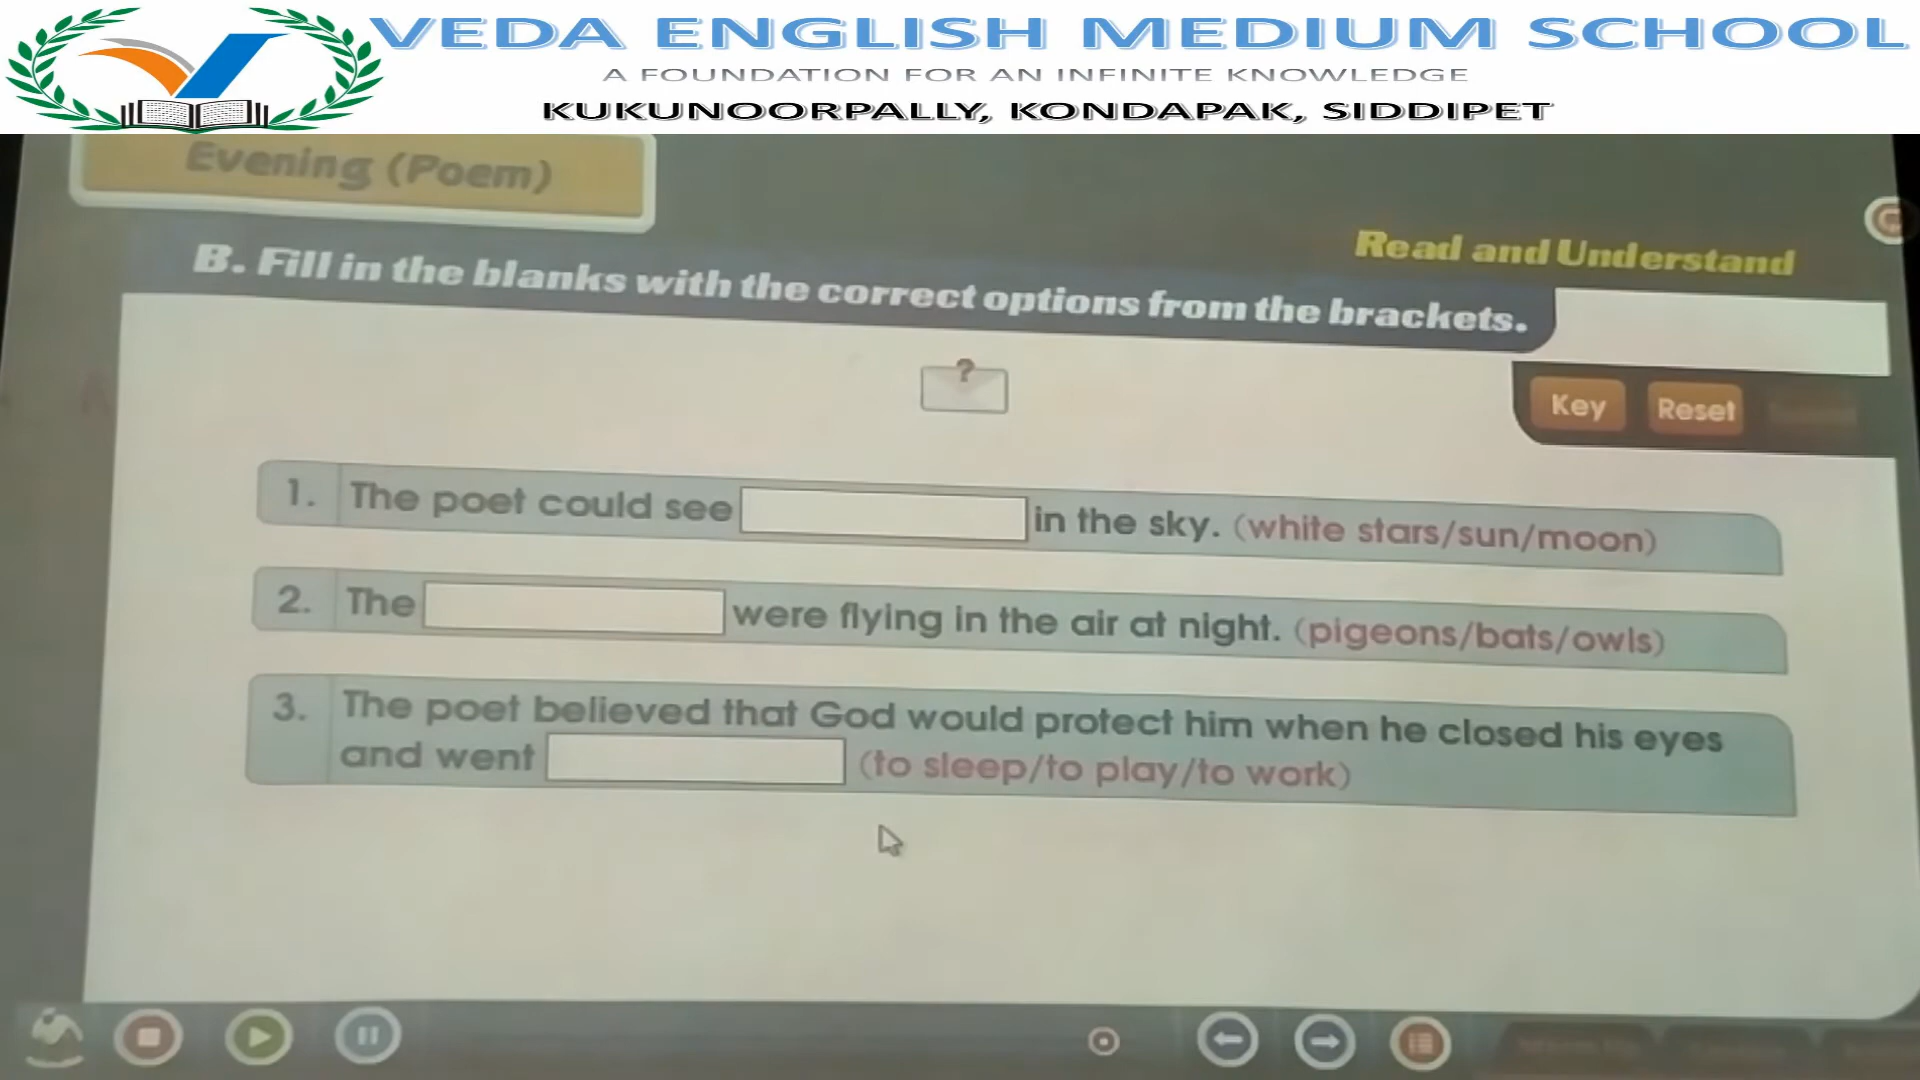 VEDA ENGLISH MEDIUM SCHOOL
A FOUNDATION FOR AN INFINITE KNOWLEDGE
KUKUNOORPALLY, KONDAPAK, SIDDIPET
Evening (Poem)
Read and Understand
B. Fill in the blanks with the correct options from the brackets.
?
Key Reset
1. The poet could see in the sky. (white stars/sun/moon)
2. The were flying in the air at night. (pigeons/bats/owls)
3. The poet believed that God would protect him when he closed his eyes
and went (to sleep/to play/to work)